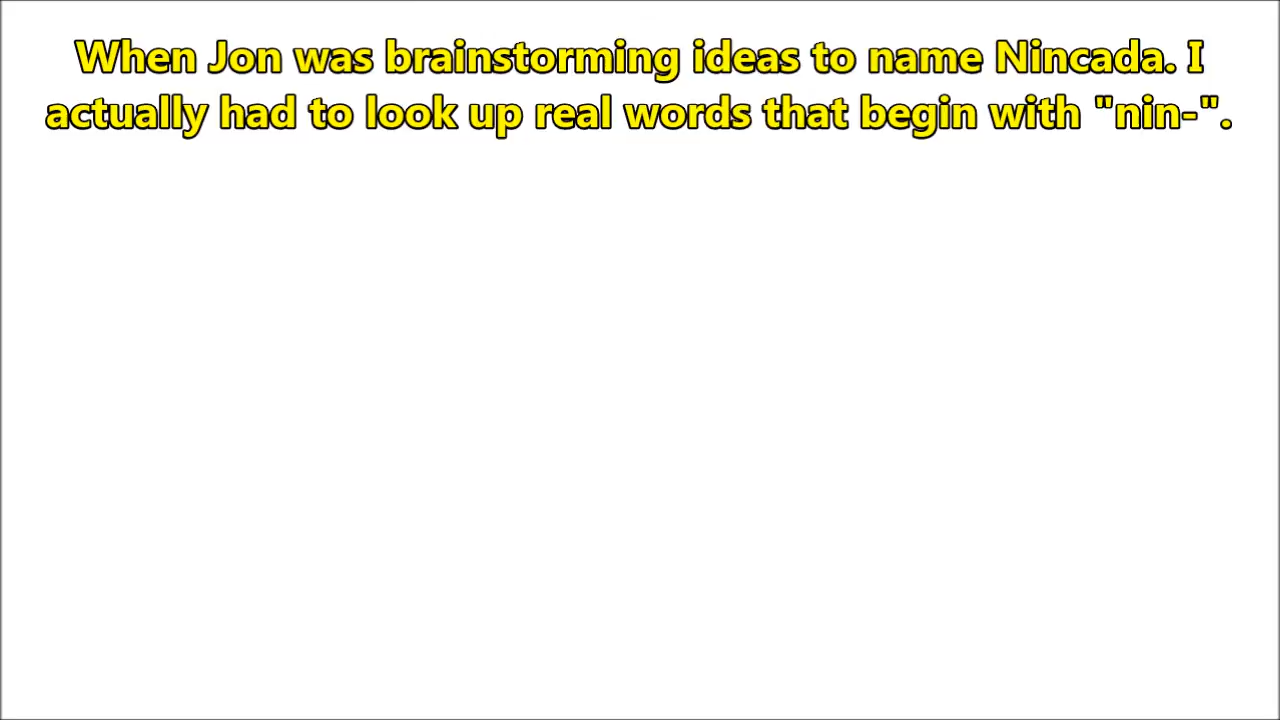 When Jon was brainstorming ideas to name Nincada. I
actually had to look up real words that begin with "nin-".